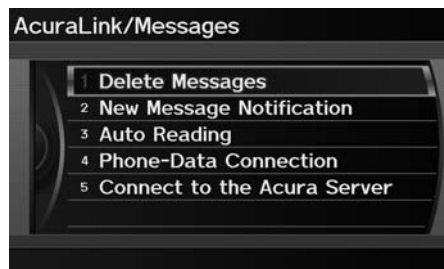 AcuraLink/Messages
1 Delete Messages
2 New Message Notification
3 Auto Reading
4 Phone-Data Connection
5 Connect to the Acura Server